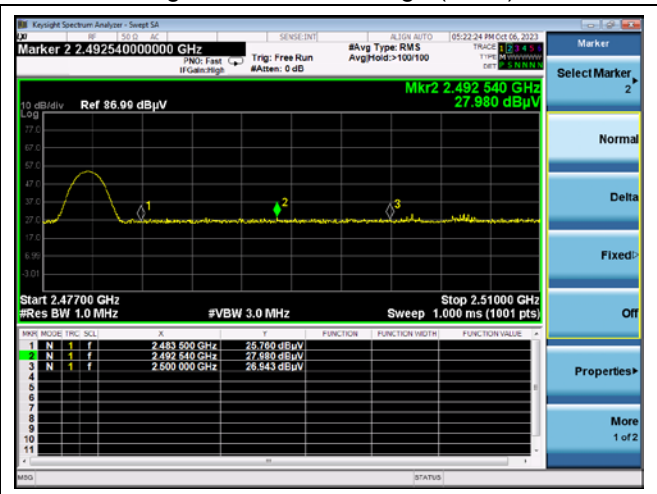 Keysight Spectrum Analyzer - Swept SA
RF 50 Ω AC SENSE:INT ALIGN AUTO 05:22:24 PM Oct 06, 2023
Marker 2 2.492540000000 GHz
PNO: Fast Trig: Free Run
IFGain:High #Atten: 0 dB
#Avg Type: RMS
Avg|Hold:>100/100
TRACE 1 2 3 4 5 6
TYPE M
DET P S N N N N
Mkr2 2.492 540 GHz
27.980 dBµV
10 dB/div Ref 86.99 dBµV
Log
77.0
67.0
57.0
47.0
37.0
27.0
17.0
6.99
-3.01
1
2
3
Start 2.47700 GHz Stop 2.51000 GHz
#Res BW 1.0 MHz #VBW 3.0 MHz Sweep 1.000 ms (1001 pts)
MKR MODE TRC SCL X Y FUNCTION FUNCTION WIDTH FUNCTION VALUE
1 N 1 f 2.483 500 GHz 25.760 dBµV
2 N 1 f 2.492 540 GHz 27.980 dBµV
3 N 1 f 2.500 000 GHz 26.943 dBµV
4
5
6
7
8
9
10
11
MSG STATUS
Marker
Select Marker
2
Normal
Delta
Fixed
Off
Properties
More
1 of 2